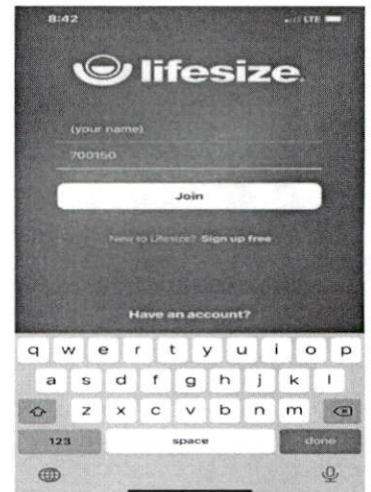 8:42 LTE
lifesize
(your name)
700150
Join
New to Lifesize? Sign up free
Have an account?
q w e r t y u i o p
a s d f g h j k l
z x c v b n m
123 space done